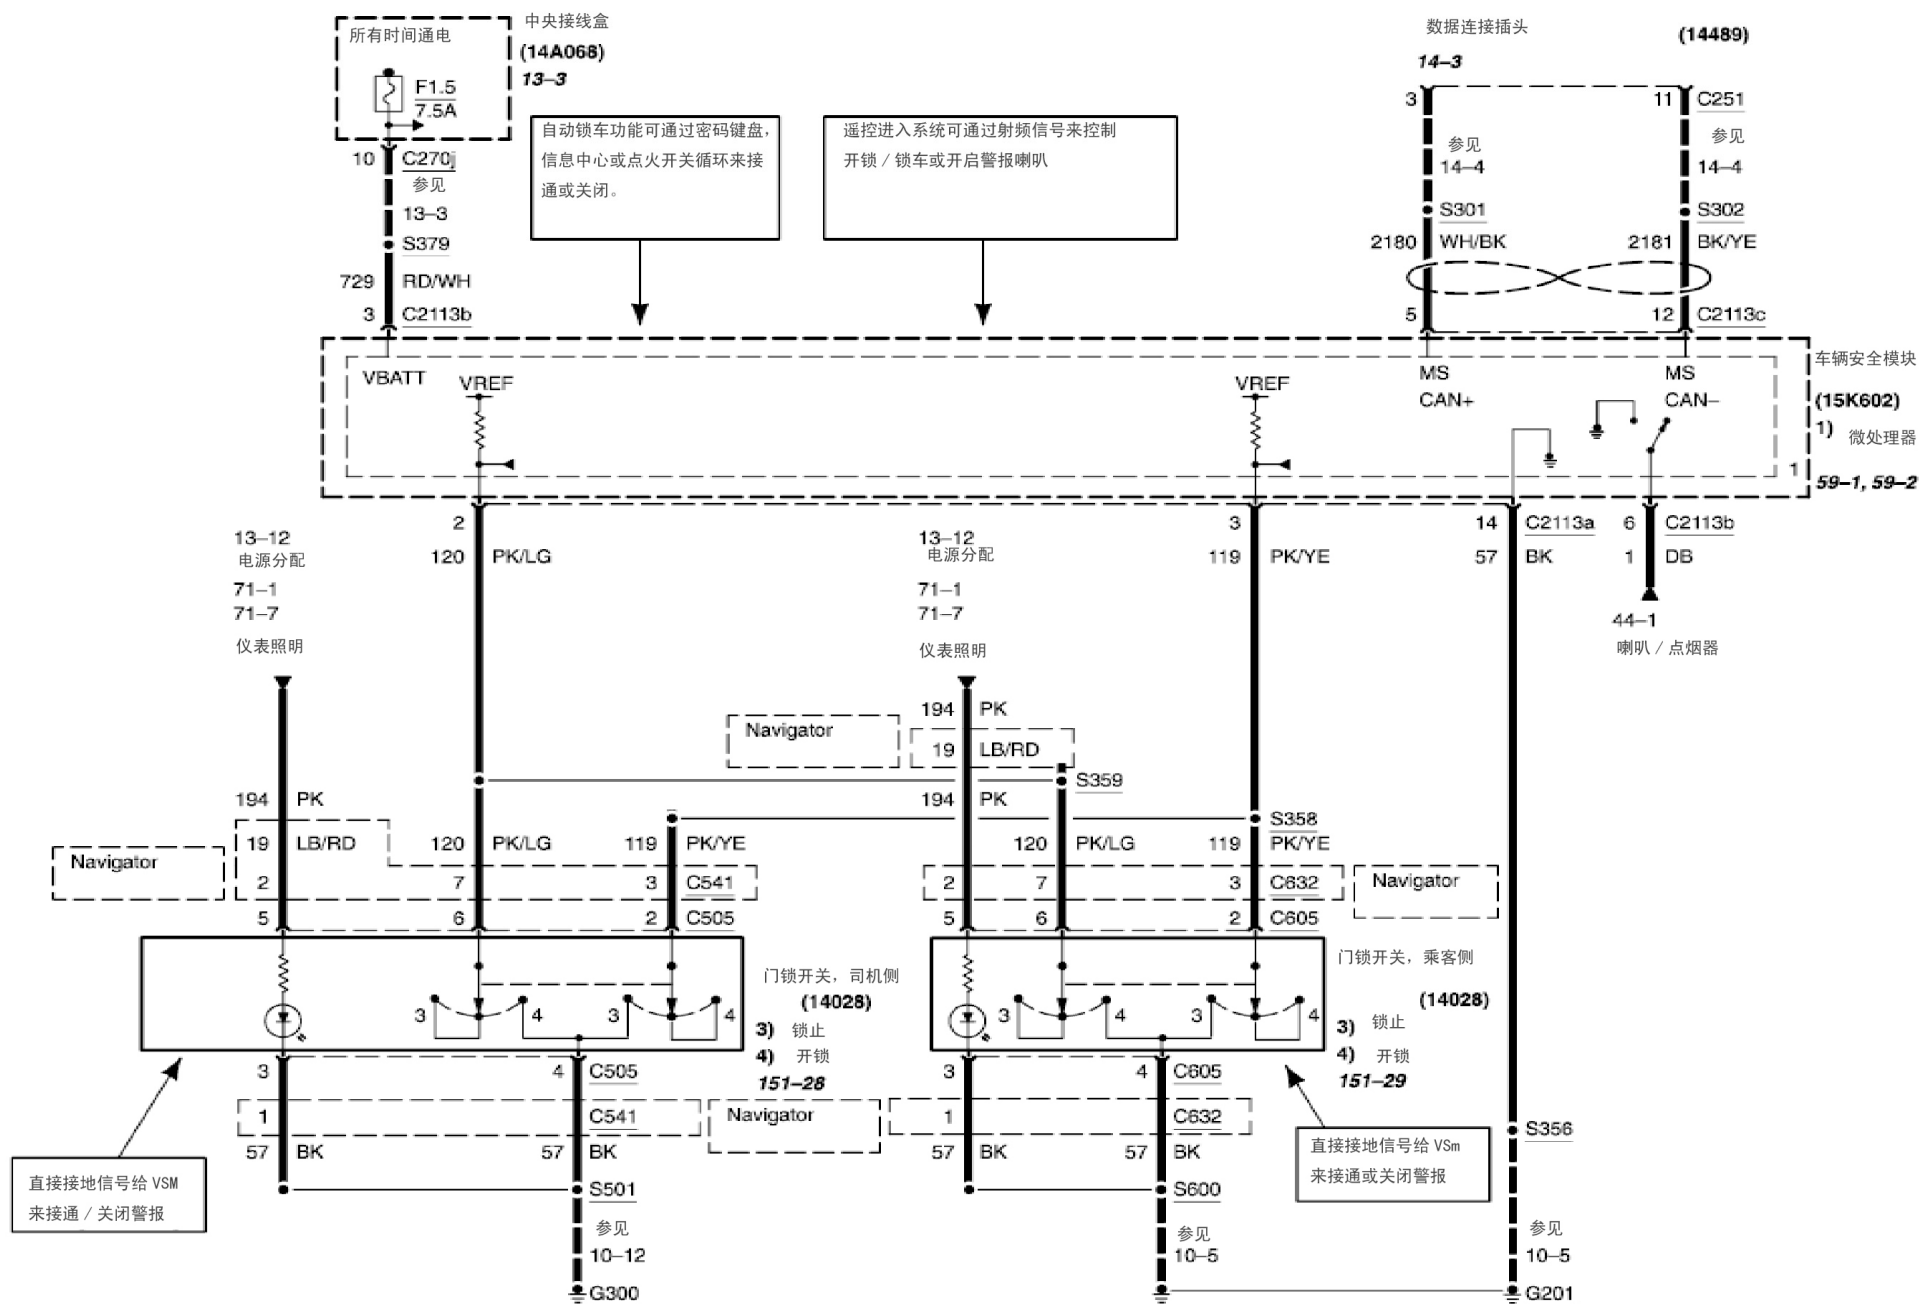 所有时间通电
F1.5
7.5A
中央接线盒
(14A068)
13–3
10 C270j
参见
13–3
S379
729 RD/WH
3 C2113b
自动锁车功能可通过密码键盘，
信息中心或点火开关循环来接
通或关闭。
遥控进入系统可通过射频信号来控制
开锁/锁车或开启警报喇叭
数据连接插头 (14489)
14–3
3 11 C251
参见 参见
14–4 14–4
S301 S302
2180 WH/BK 2181 BK/YE
5 12 C2113c
VBATT VREF VREF
MS CAN+
MS CAN–
车辆安全模块
(15K602)
1) 微处理器
1
59–1, 59–2
2 3 14 C2113a 6 C2113b
120 PK/LG 119 PK/YE 57 BK 1 DB
44–1
喇叭/点烟器
13–12
电源分配
71–1
71–7
仪表照明
13–12
电源分配
71–1
71–7
仪表照明
194 PK
Navigator 19 LB/RD
S359
194 PK 194 PK
S358
19 LB/RD 120 PK/LG 119 PK/YE 120 PK/LG 119 PK/YE
Navigator
2 7 3 C541 2 7 3 C632
Navigator
5 6 2 C505 5 6 2 C605
3 4 3 4
门锁开关，司机侧
(14028)
3) 锁止
4) 开锁
151–28
3 4 3 4
门锁开关，乘客侧
(14028)
3) 锁止
4) 开锁
151–29
3 4 C505 3 4 C605
1 C541 Navigator 1 C632
57 BK 57 BK 57 BK 57 BK
S356
直接接地信号给VSM
来接通/关闭警报
直接接地信号给VSm
来接通或关闭警报
S501 S600
参见 参见 参见
10–12 10–5 10–5
G300 G201